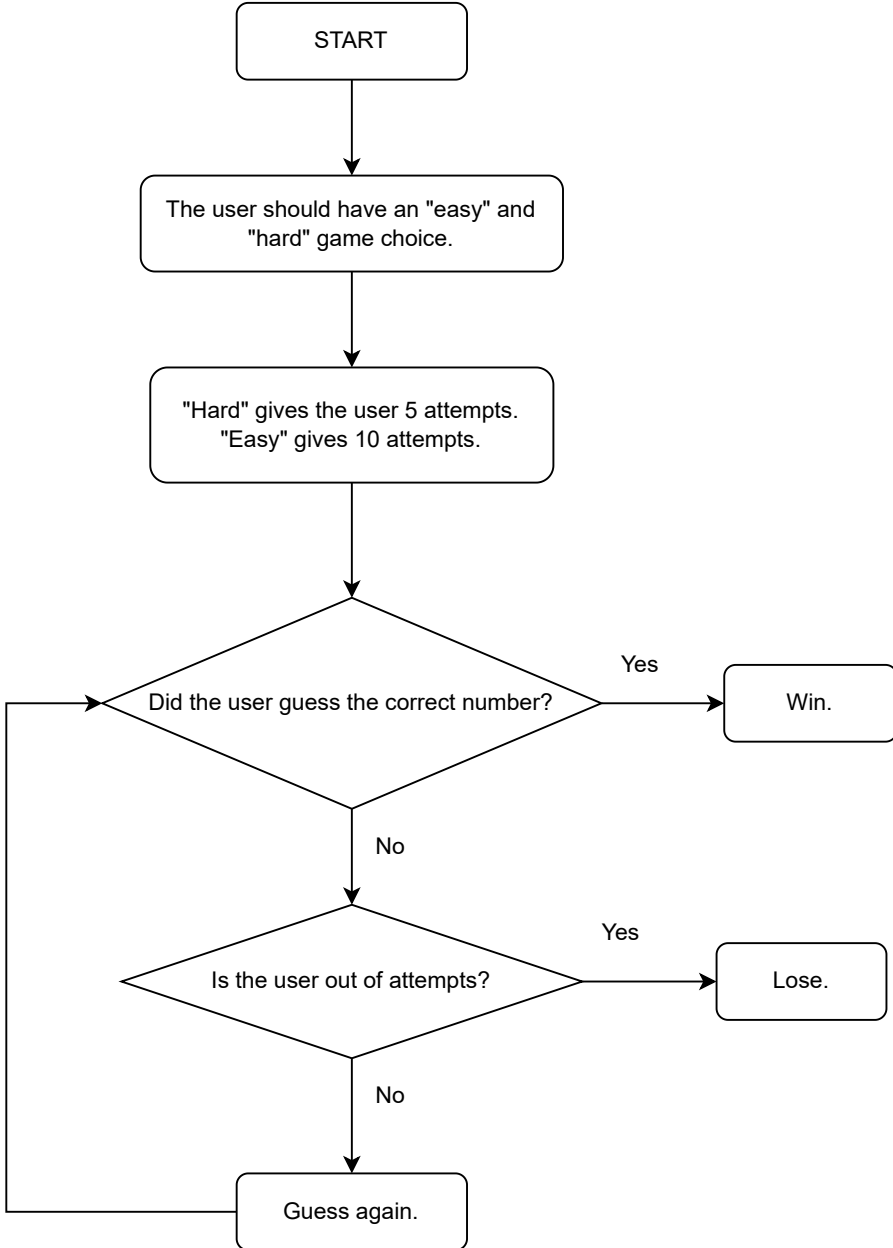 START
The user should have an "easy" and
"hard" game choice.
"Hard" gives the user 5 attempts.
"Easy" gives 10 attempts.
Did the user guess the correct number?
Yes
Win.
No
Is the user out of attempts?
Yes
Lose.
No
Guess again.